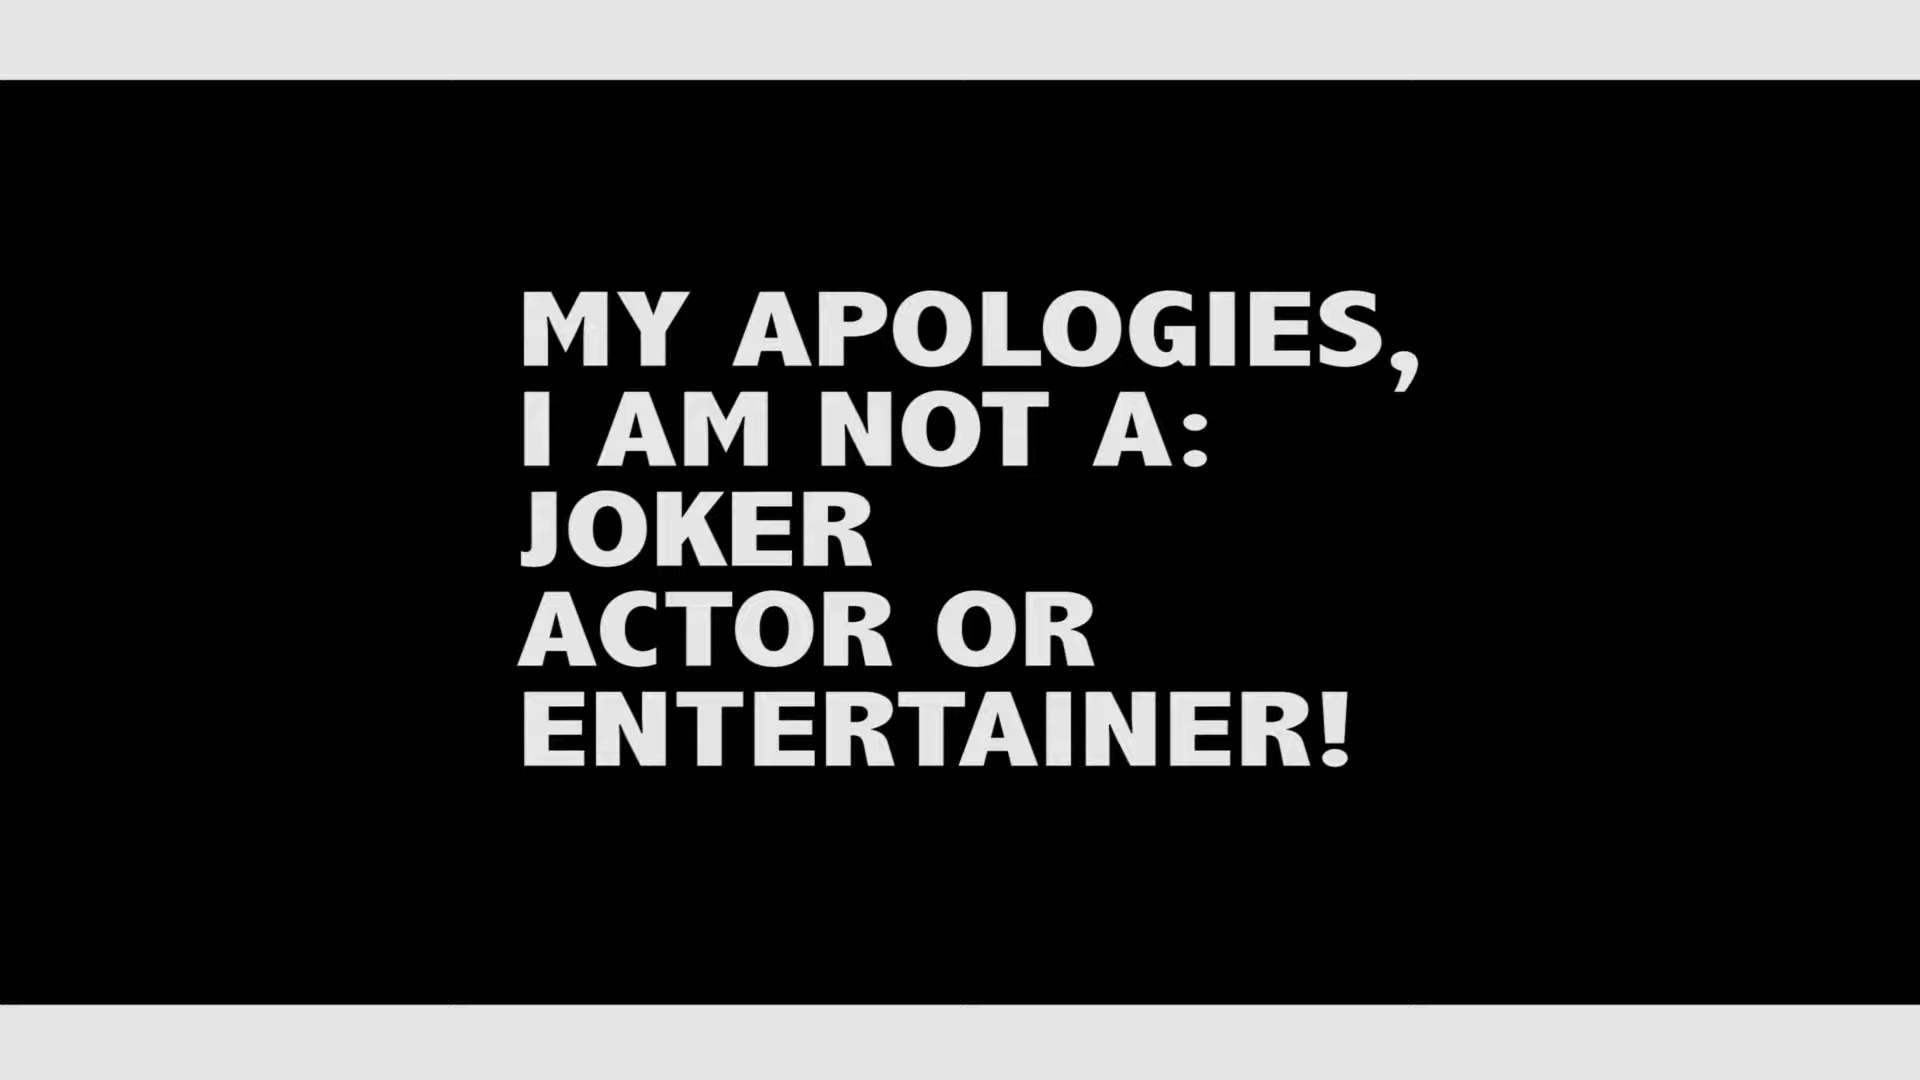 MY APOLOGIES,
I AM NOT A:
JOKER
ACTOR OR
ENTERTAINER!